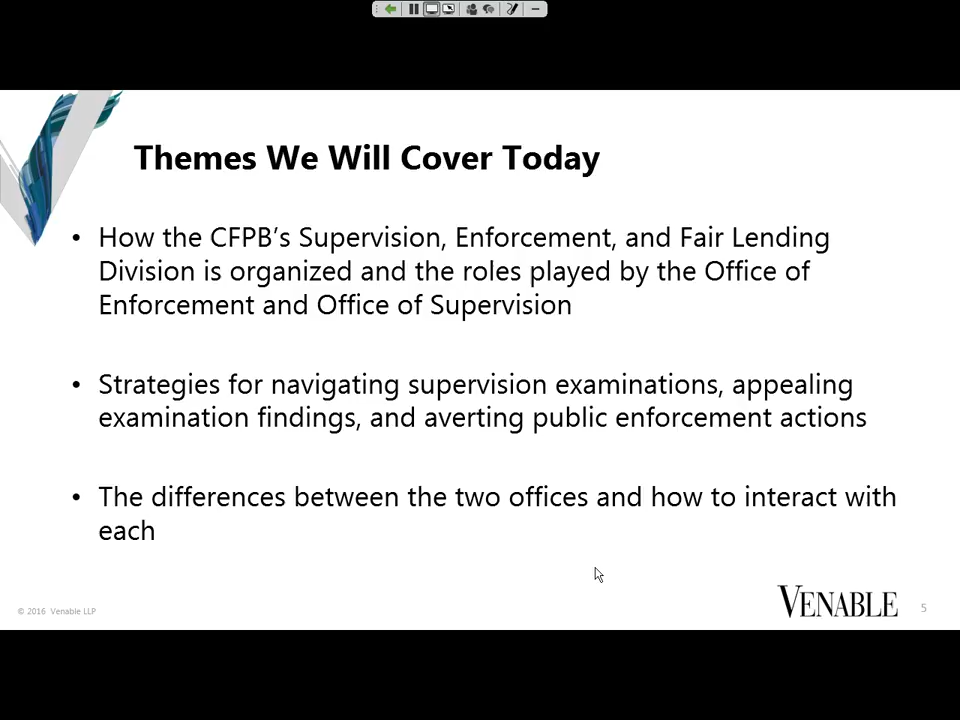 Themes We Will Cover Today
• How the CFPB’s Supervision, Enforcement, and Fair Lending
Division is organized and the roles played by the Office of
Enforcement and Office of Supervision
• Strategies for navigating supervision examinations, appealing
examination findings, and averting public enforcement actions
• The differences between the two offices and how to interact with
each
© 2016 Venable LLP
VENABLE
5